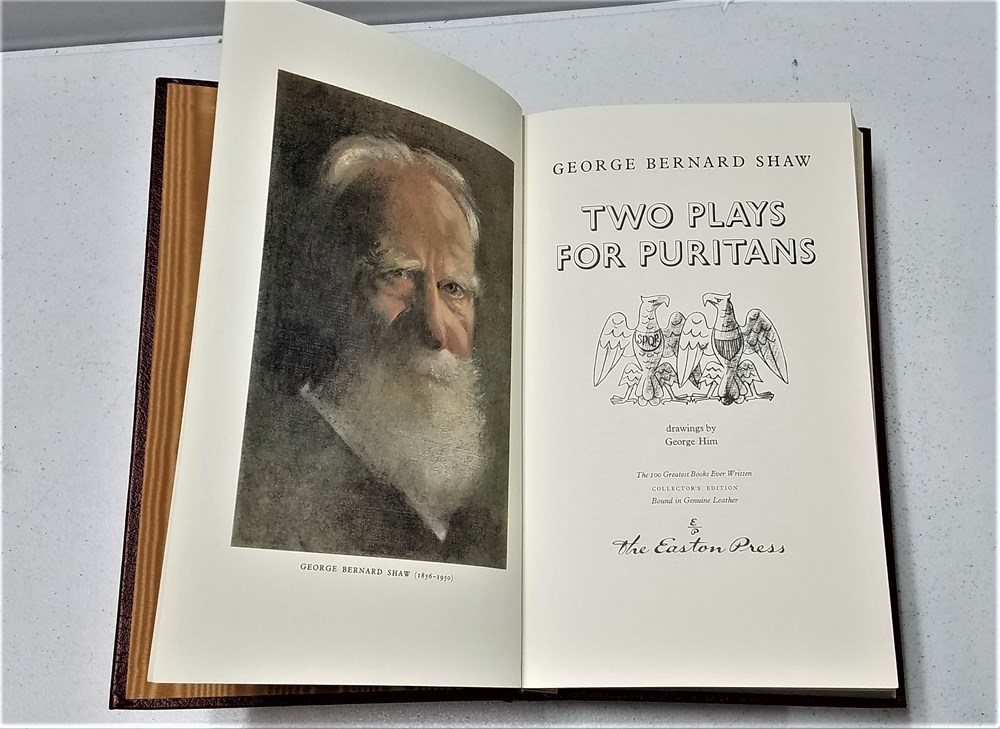 GEORGE BERNARD SHAW (1856-1950)
GEORGE BERNARD SHAW
TWO PLAYS
FOR PURITANS
SPQR
drawings by
George Him
The 100 Greatest Books Ever Written
COLLECTOR'S EDITION
Bound in Genuine Leather
E
P
the Easton Press